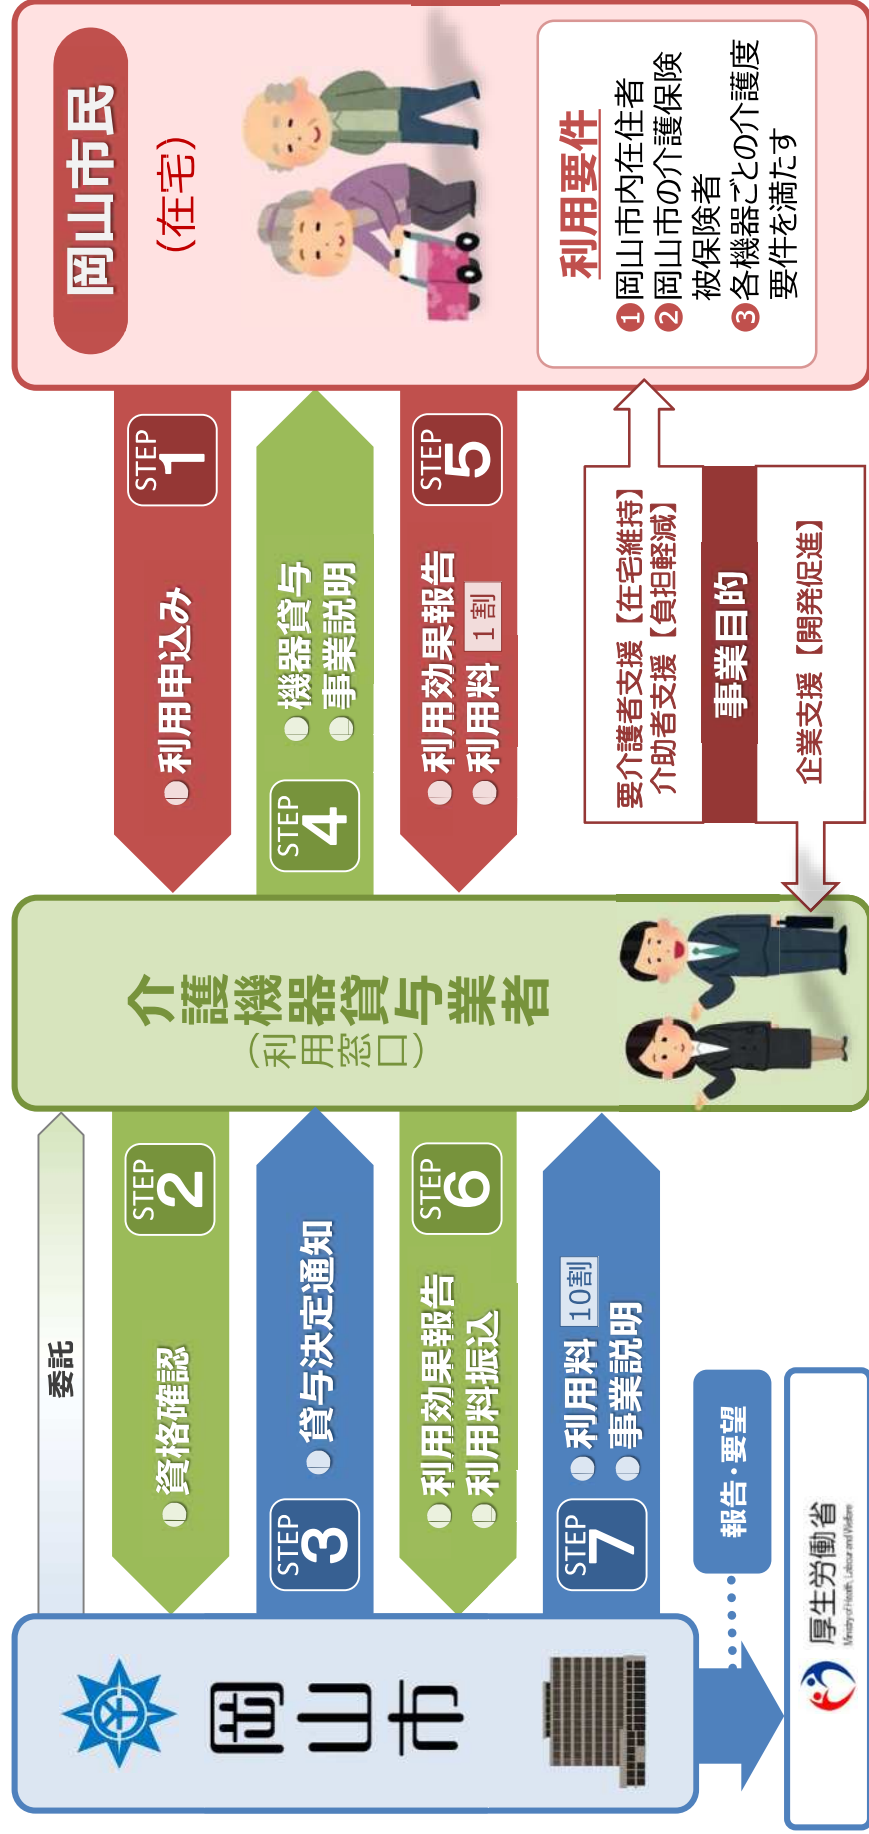 岡山市
委託
STEP
2
●資格確認
STEP
3
●貸与決定通知
STEP
6
●利用効果報告
●利用料振込
STEP
7
●利用料 10割
●事業説明
報告・要望
厚生労働省
Ministry of Health, Labour and Welfare
介護機器貸与業者
(利用窓口)
STEP
1
●利用申込み
STEP
4
●機器貸与
●事業説明
STEP
5
●利用効果報告
●利用料 1割
要介護者支援【在宅維持】
介助者支援【負担軽減】
事業目的
企業支援【開発促進】
岡山市民
(在宅)
利用要件
❶岡山市内在住者
❷岡山市の介護保険
被保険者
❸各機器ごとの介護度
要件を満たす